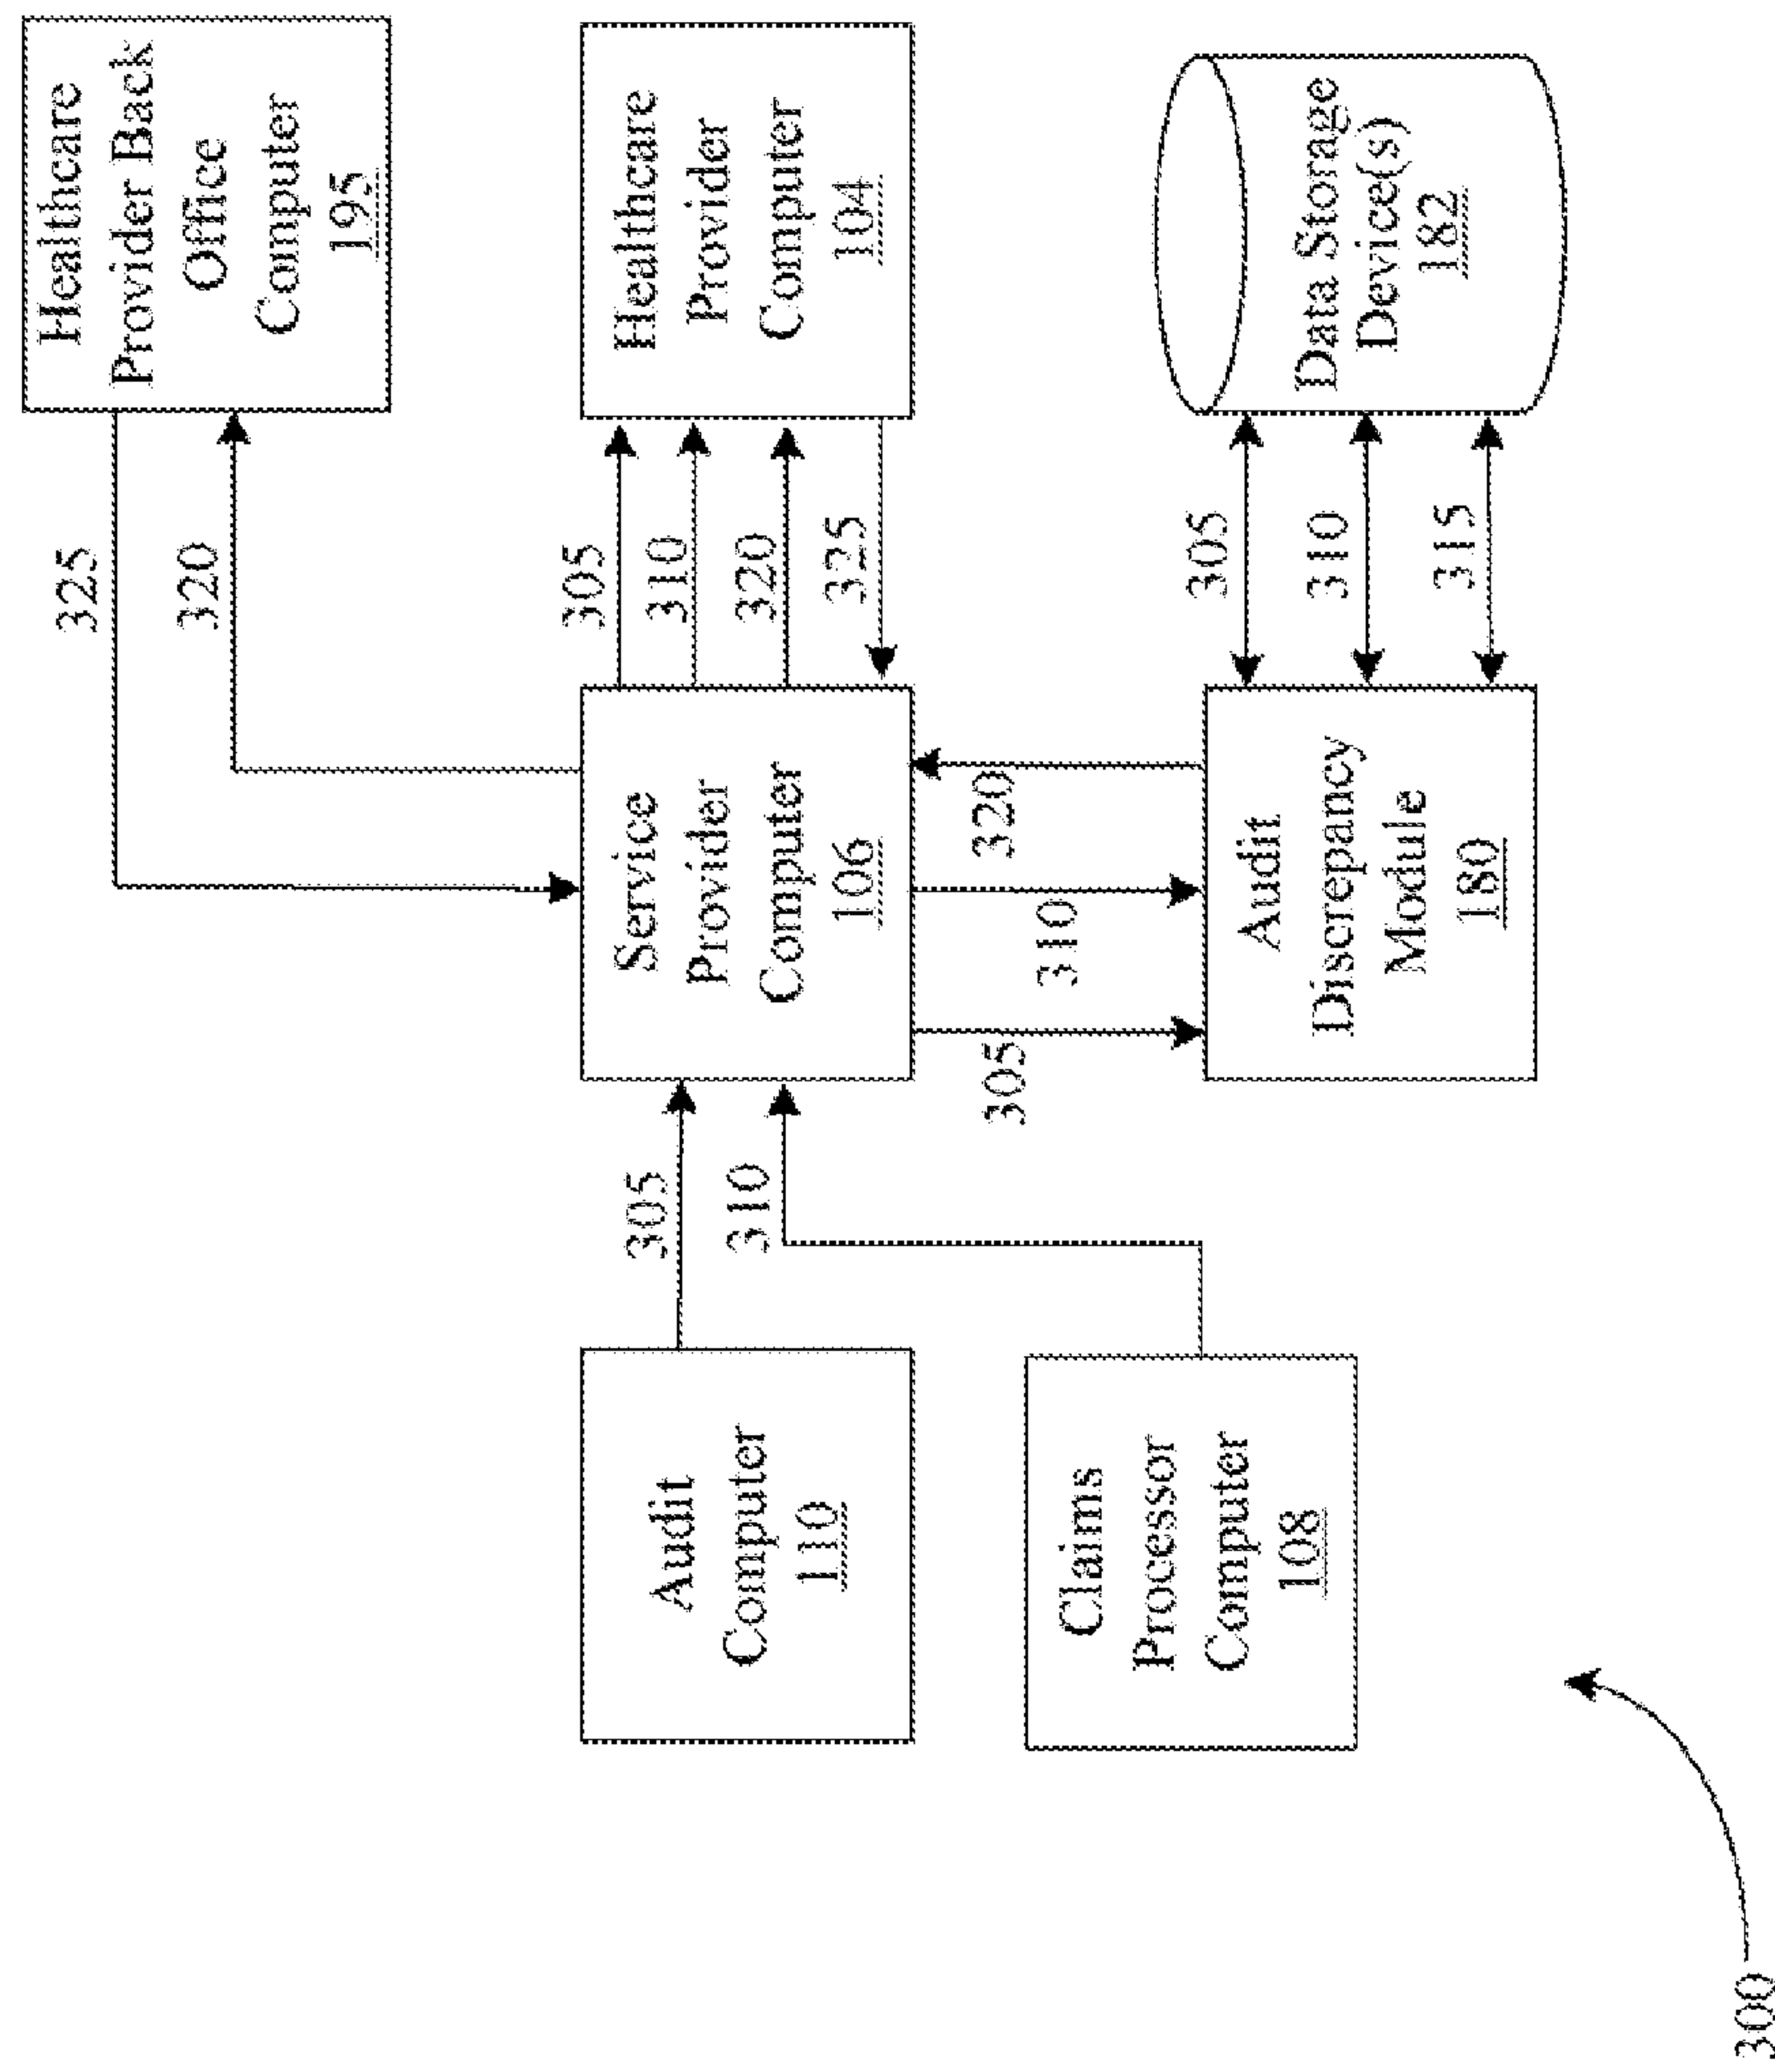 Healthcare
Provider Back
Office
Computer
195
325
320
Healthcare
Provider
Computer
104
305
310
320
325
Service
Provider
Computer
106
Audit
Computer
110
305
310
Claims
Processor
Computer
108
305
310
320
Audit
Discrepancy
Module
180
305
310
315
Data Storage
Device(s)
182
300